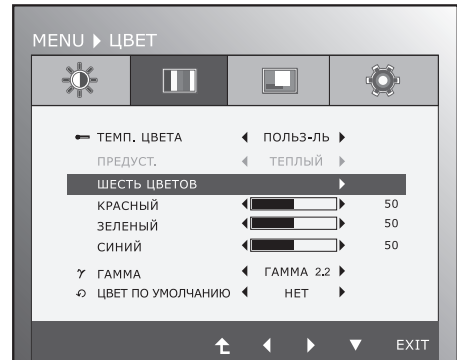 MENU ▶ ЦВЕТ
ТЕМП. ЦВЕТА ПОЛЬЗ-ЛЬ
ПРЕДУСТ. ТЕПЛЫЙ
ШЕСТЬ ЦВЕТОВ
КРАСНЫЙ 50
ЗЕЛЕНЫЙ 50
СИНИЙ 50
γ ГАММА ГАММА 2.2
ЦВЕТ ПО УМОЛЧАНИЮ НЕТ
EXIT